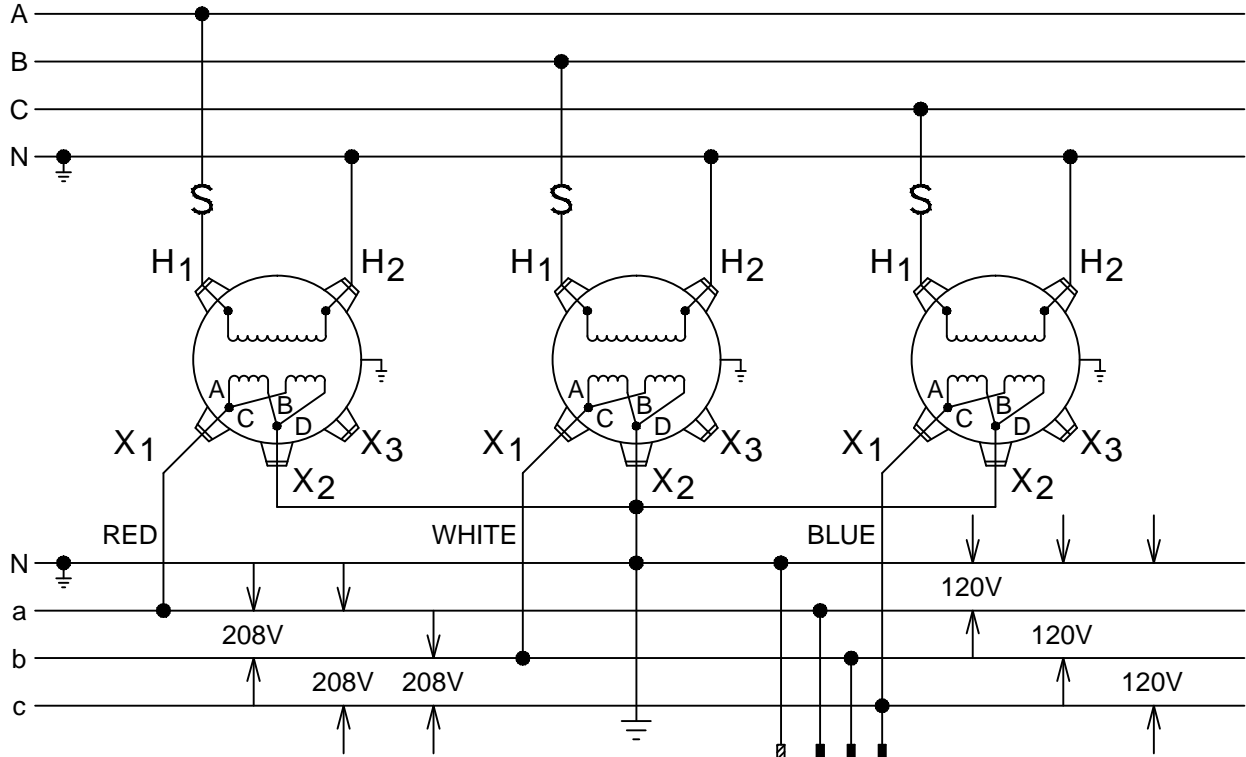 A
B
C
N
S S S
H1 H2 H1 H2 H1 H2
A B A B A B
C D C D C D
X1 X3 X1 X3 X1 X3
X2 X2 X2
RED WHITE BLUE
N
120V
a
208V 120V
b
208V 208V 120V
c